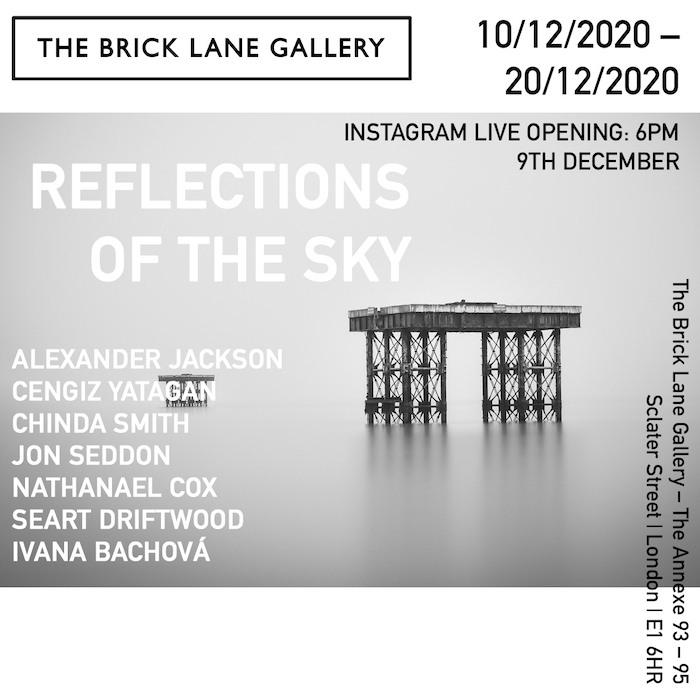 THE BRICK LANE GALLERY
10/12/2020 –
20/12/2020
INSTAGRAM LIVE OPENING: 6PM
9TH DECEMBER
REFLECTIONS
OF THE SKY
ALEXANDER JACKSON
CENGIZ YATAGAN
CHINDA SMITH
JON SEDDON
NATHANAEL COX
SEART DRIFTWOOD
IVANA BACHOVÁ
The Brick Lane Gallery – The Annexe 93 – 95
Sclater Street | London | E1 6HR